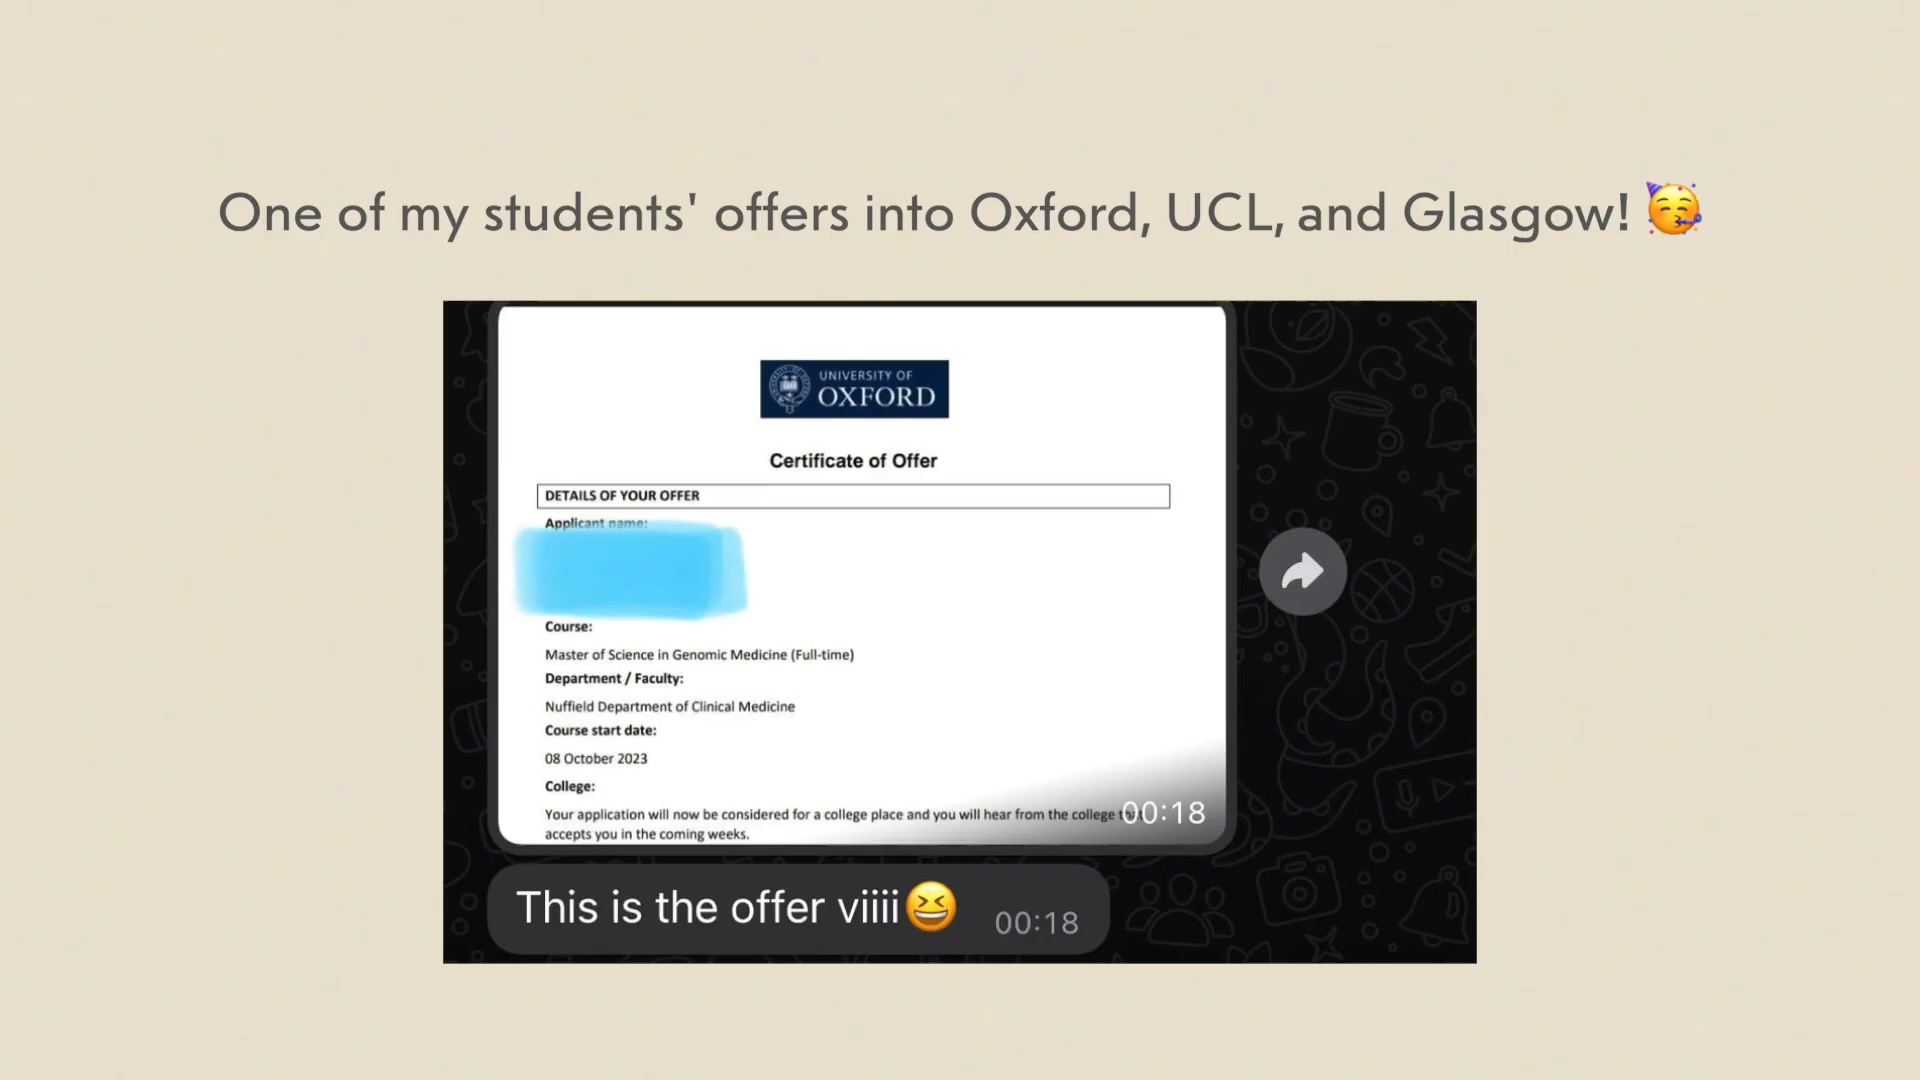 One of my students' offers into Oxford, UCL, and Glasgow! 🥳
UNIVERSITY OF
OXFORD
Certificate of Offer
DETAILS OF YOUR OFFER
Applicant name:
Course:
Master of Science in Genomic Medicine (Full-time)
Department / Faculty:
Nuffield Department of Clinical Medicine
Course start date:
08 October 2023
College:
Your application will now be considered for a college place and you will hear from the college
accepts you in the coming weeks.
00:18
This is the offer viiii😆
00:18